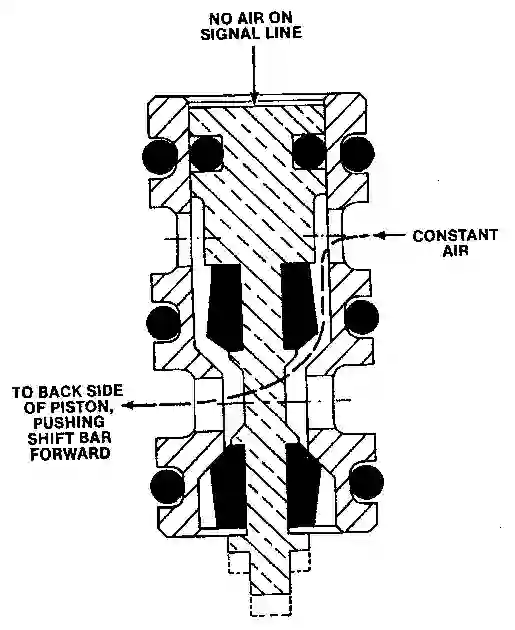 NO AIR ON
SIGNAL LINE
CONSTANT
AIR
TO BACK SIDE
OF PISTON,
PUSHING
SHIFT BAR
FORWARD